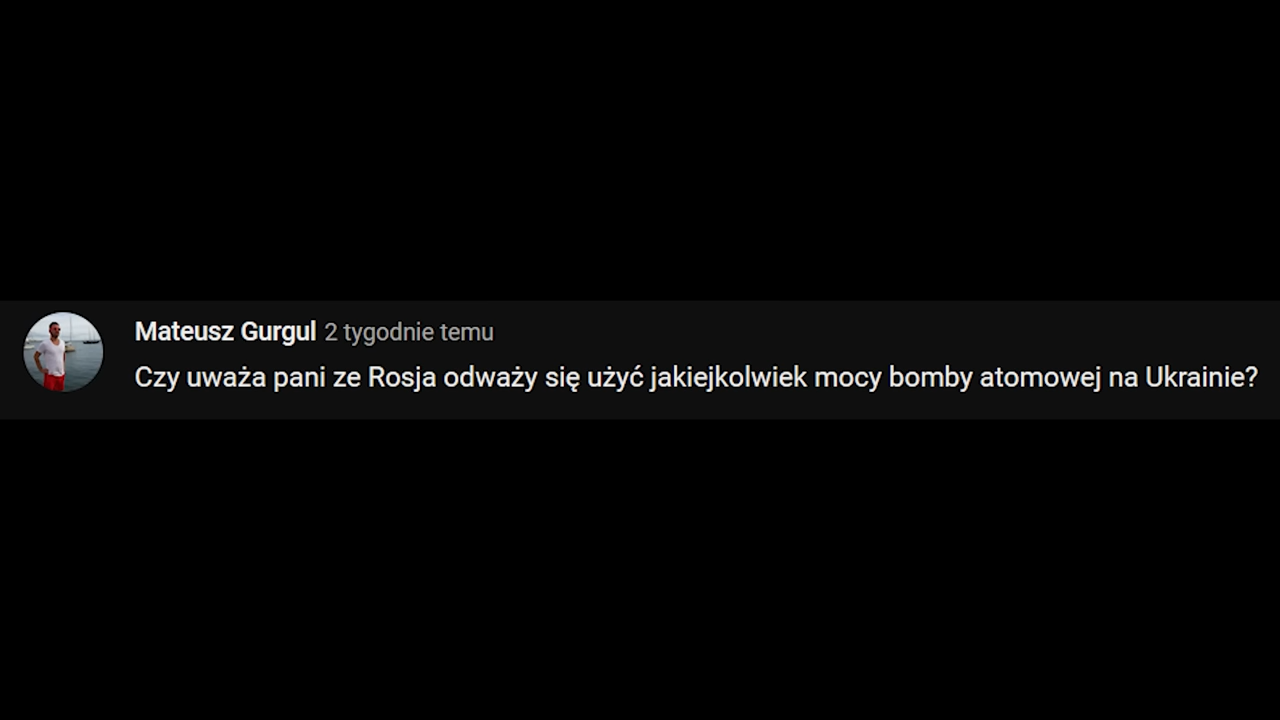 Mateusz Gurgul 2 tygodnie temu
Czy uważa pani ze Rosja odważy się użyć jakiejkolwiek mocy bomby atomowej na Ukrainie?